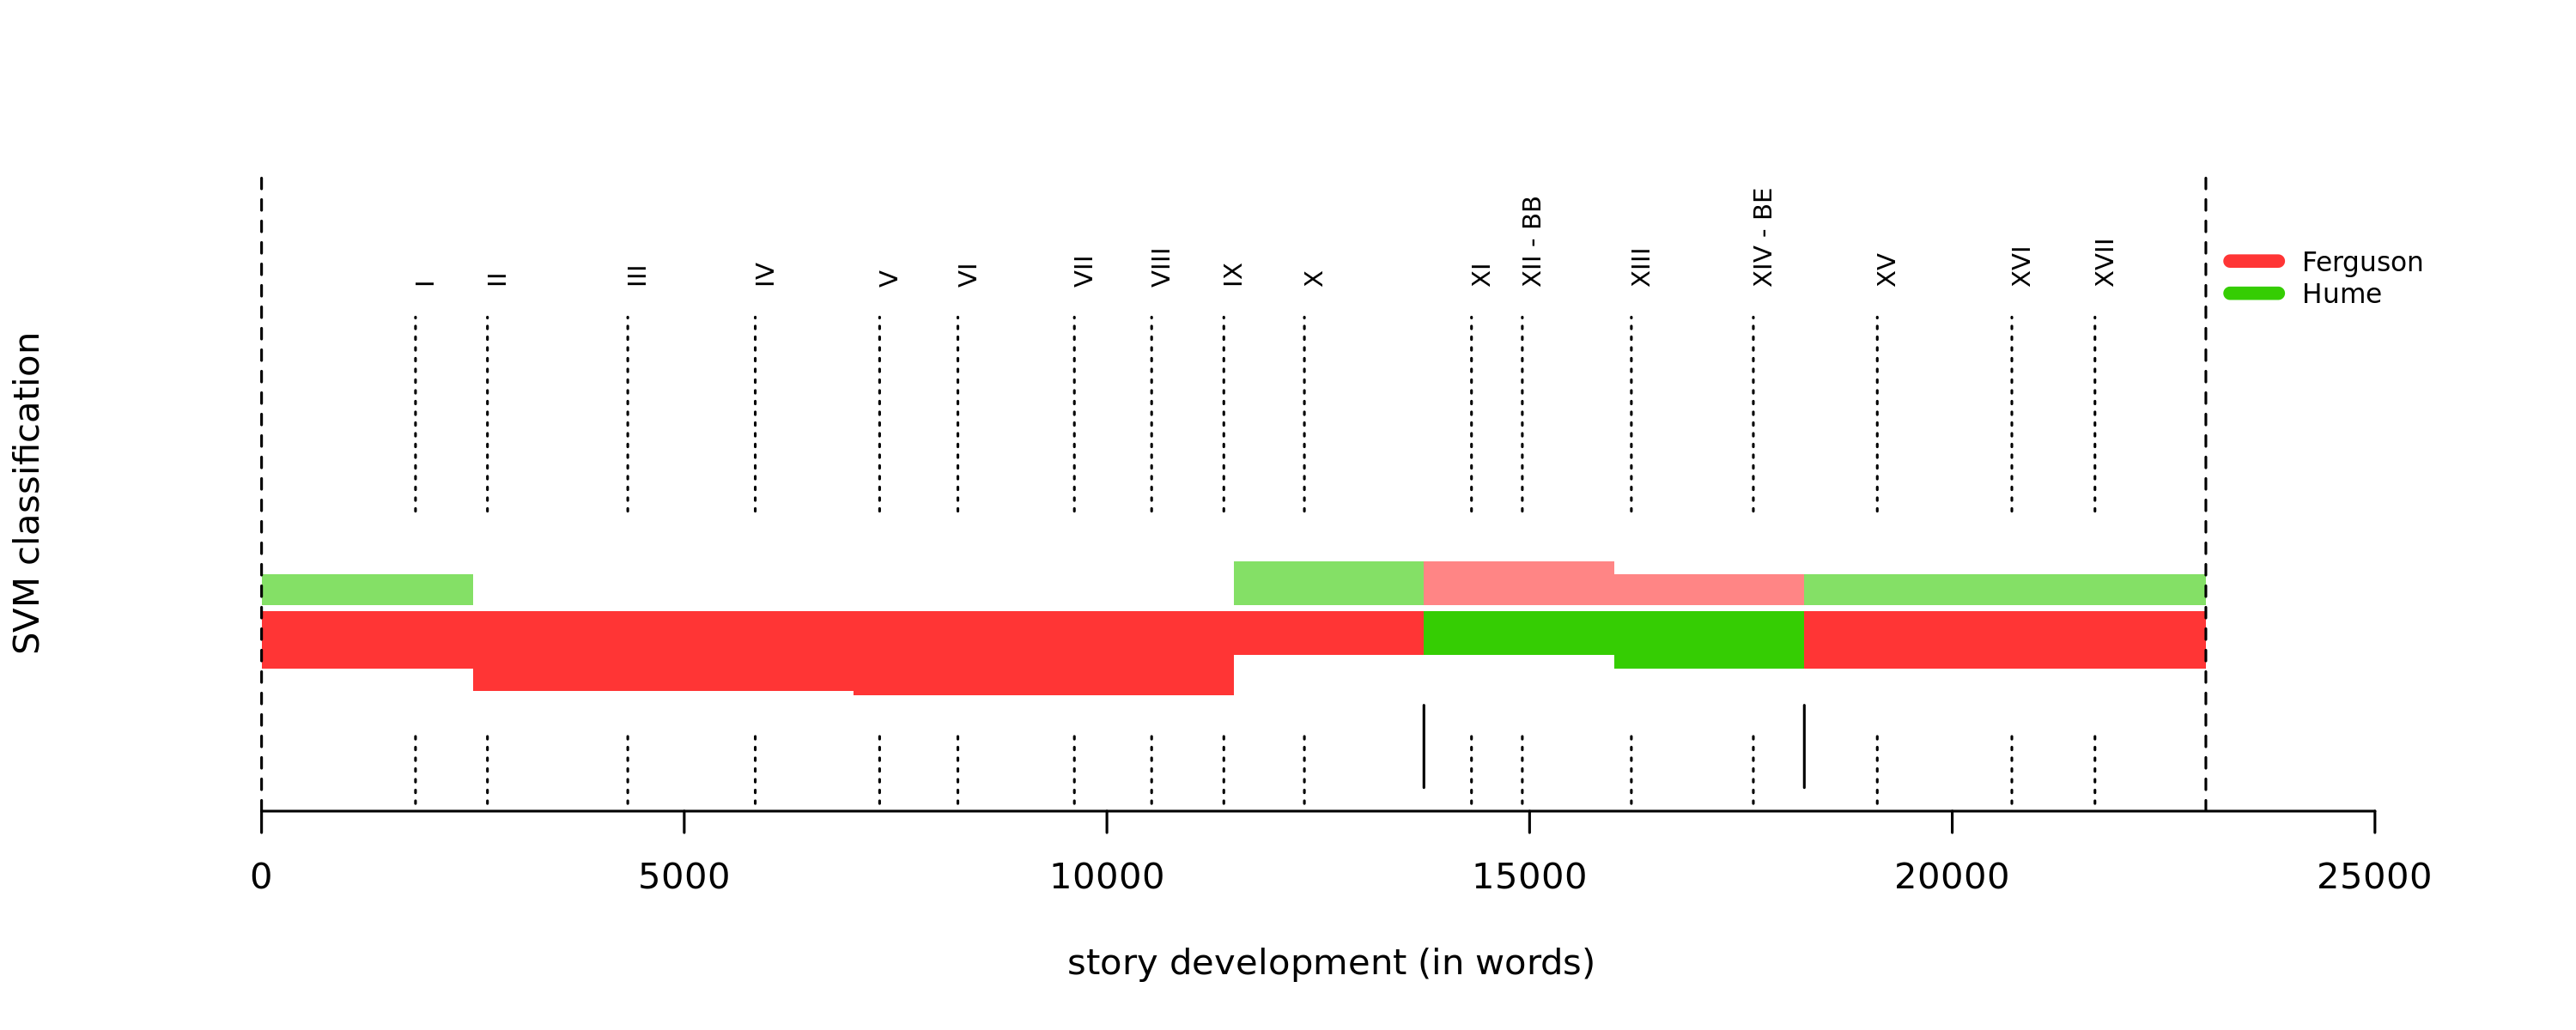 I
II
III
IV
V
VI
VII
VIII
IX
X
XI
XII - BB
XIII
XIV - BE
XV
XVI
XVII
Ferguson
Hume
SVM classification
0
5000
10000
15000
20000
25000
story development (in words)